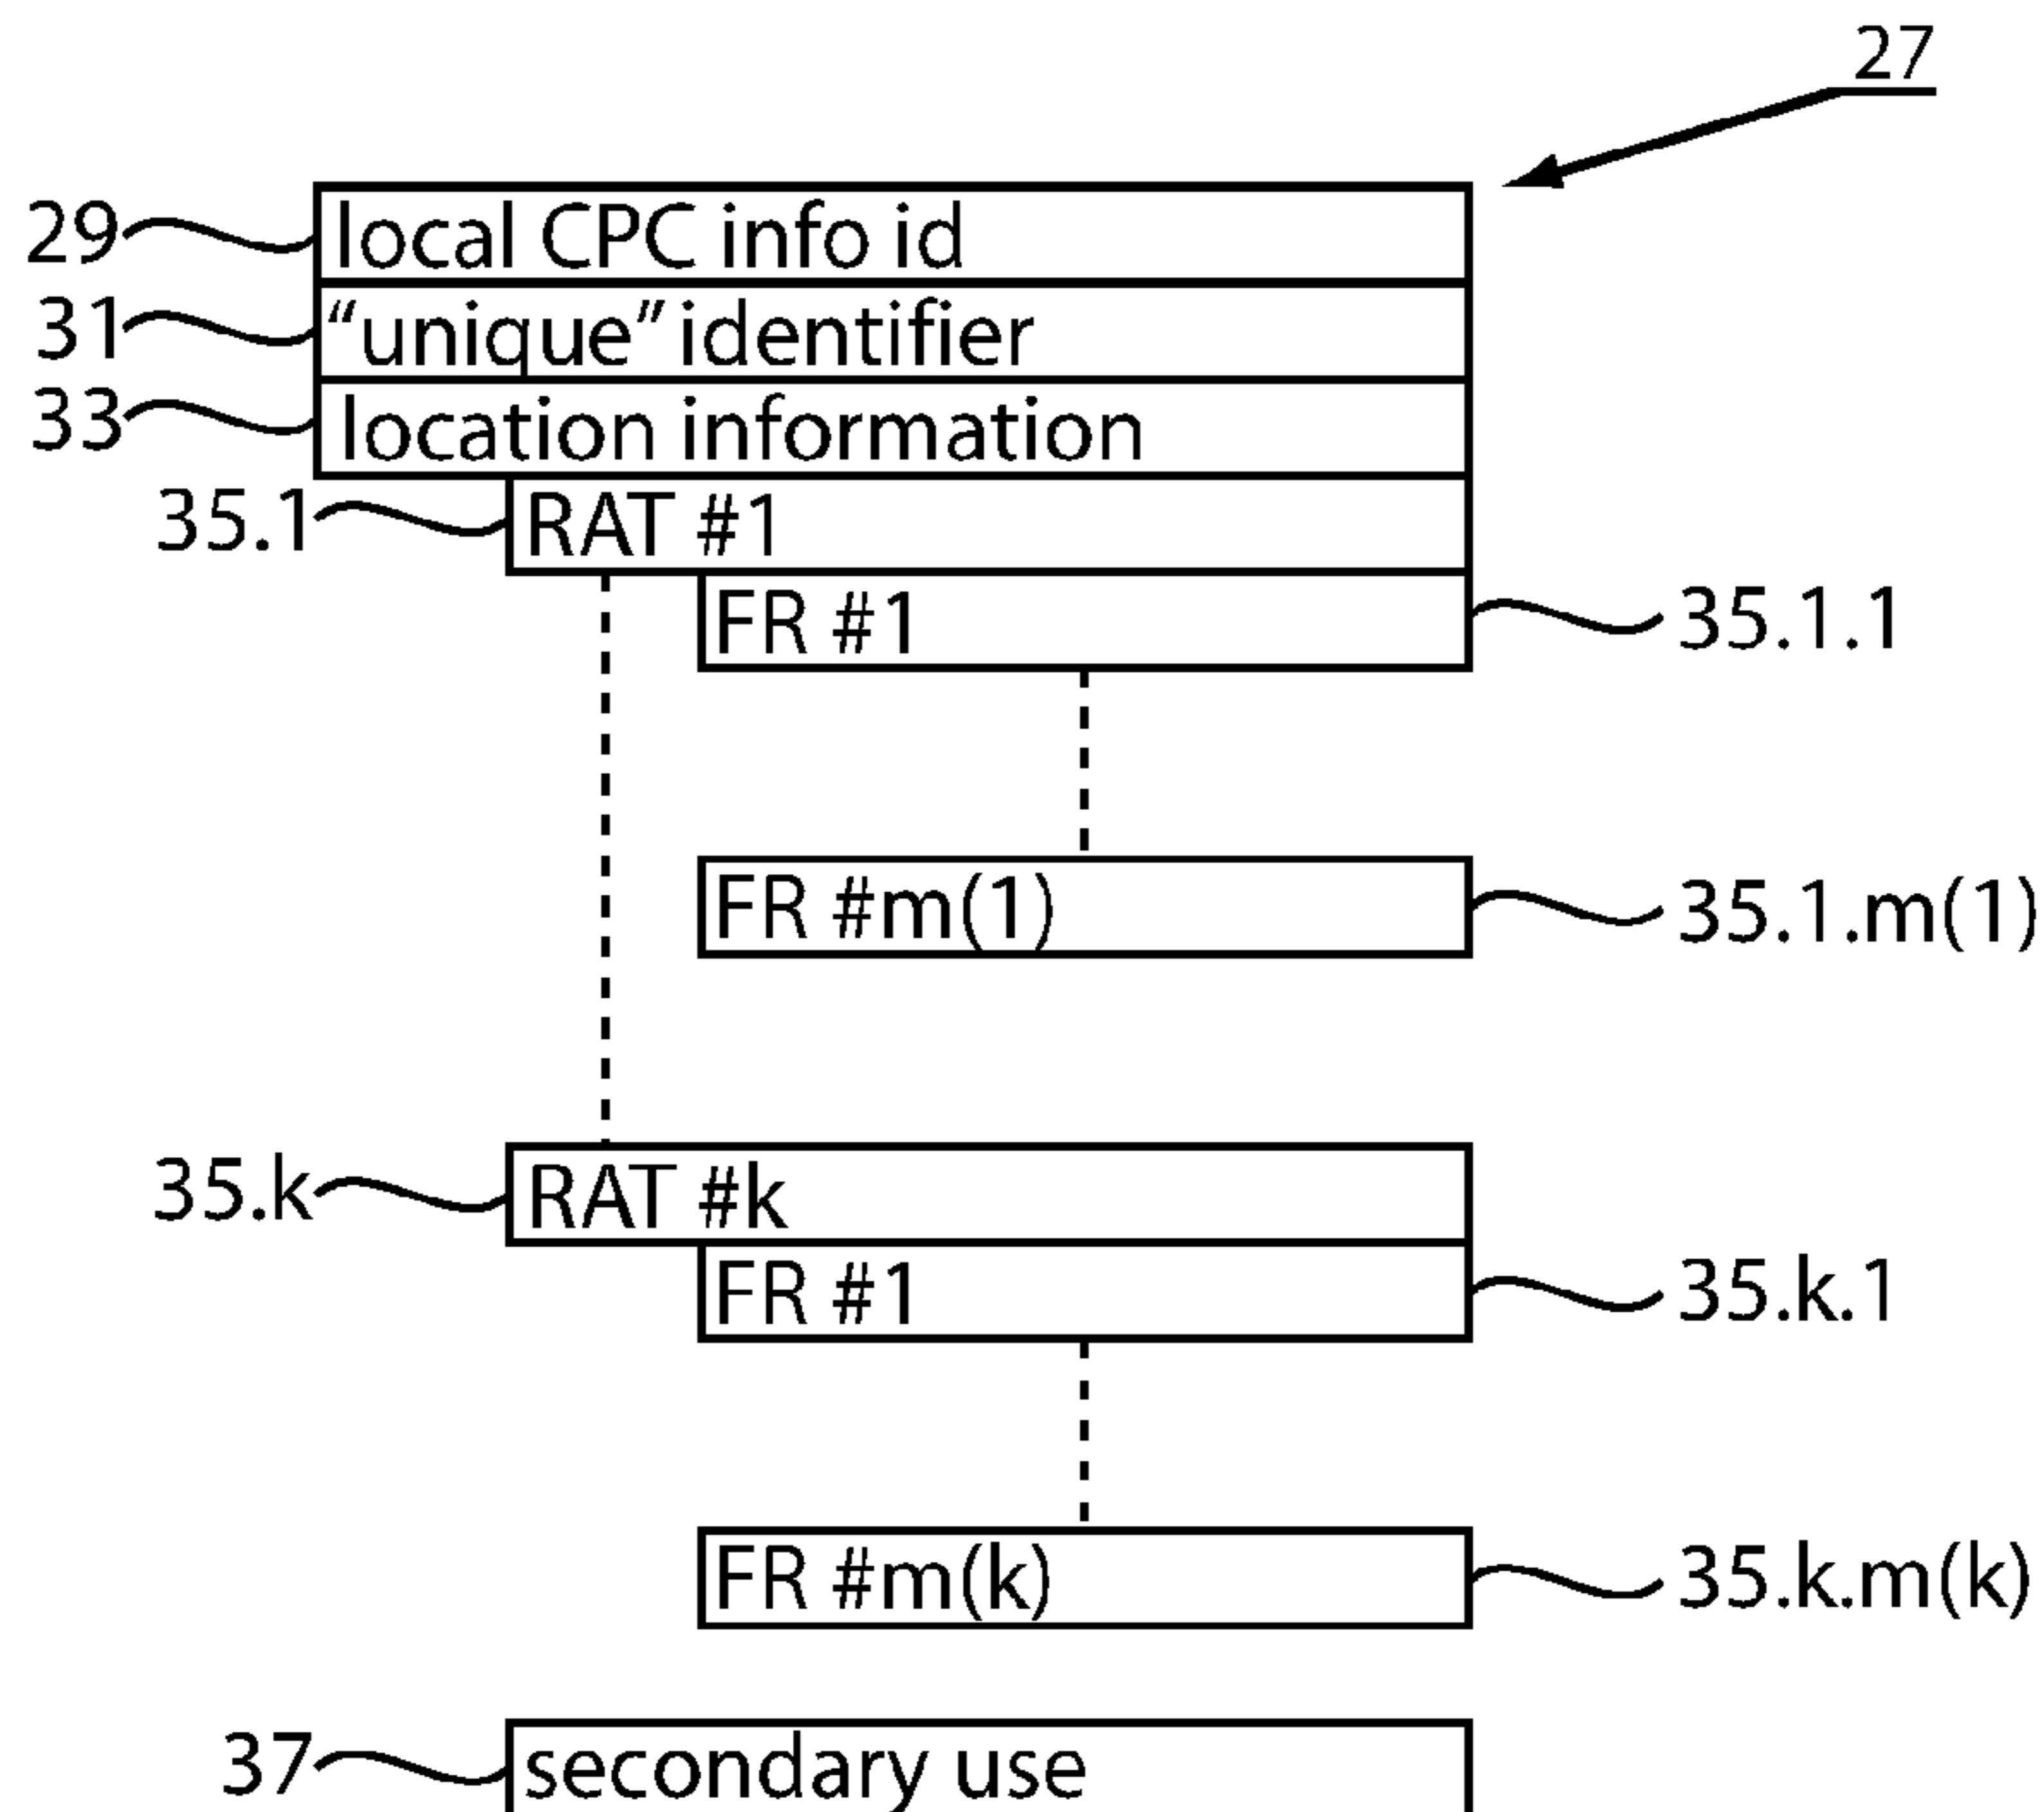 27
29 local CPC info id
31 “unique” identifier
33 location information
35.1 RAT #1
FR #1 35.1.1
FR #m(1) 35.1.m(1)
35.k RAT #k
FR #1 35.k.1
FR #m(k) 35.k.m(k)
37 secondary use